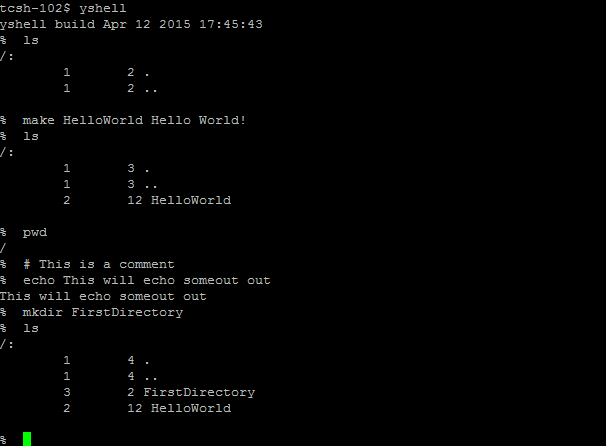 tcsh-102$ yshell
yshell build Apr 12 2015 17:45:43
%  ls
/:
        1       2 .
        1       2 ..
%  make HelloWorld Hello World!
%  ls
/:
        1       3 .
        1       3 ..
        2       12 HelloWorld
%  pwd
/
%  # This is a comment
%  echo This will echo someout out
This will echo someout out
%  mkdir FirstDirectory
%  ls
/:
        1       4 .
        1       4 ..
        3       2 FirstDirectory
        2       12 HelloWorld
%